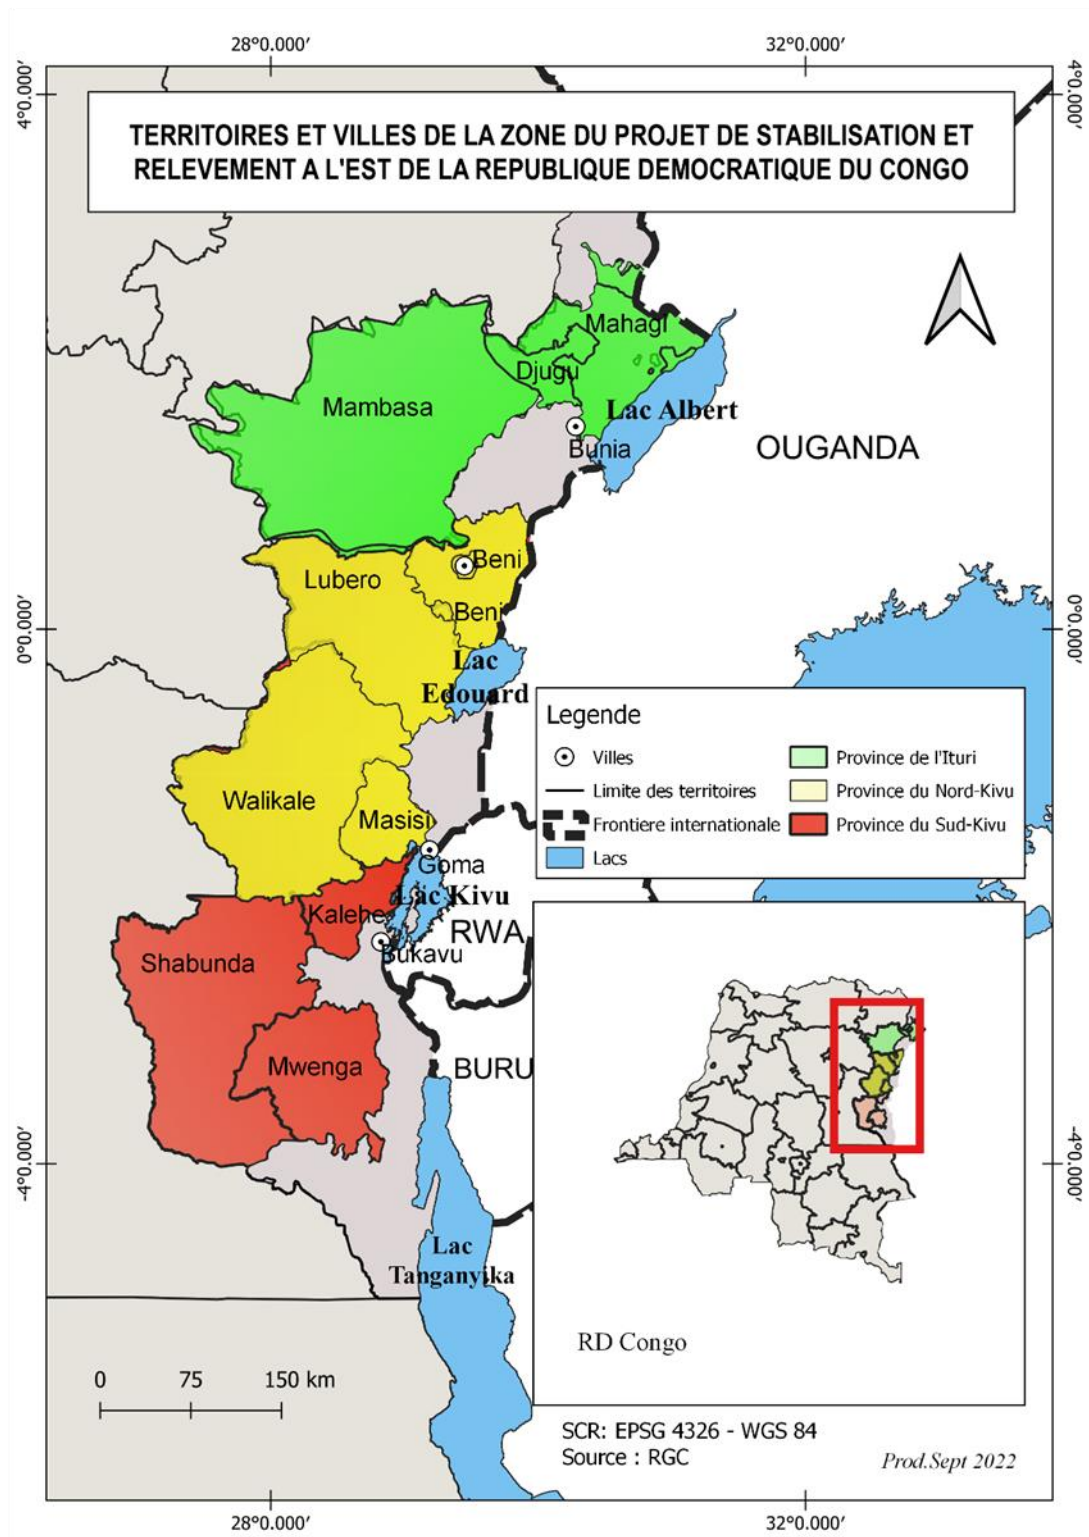 28°0.000′
32°0.000′
4°0.000′
4°0.000′
TERRITOIRES ET VILLES DE LA ZONE DU PROJET DE STABILISATION ET
RELEVEMENT A L'EST DE LA REPUBLIQUE DEMOCRATIQUE DU CONGO
Mahagi
Djugu
Mambasa
Lac Albert
Bunia
OUGANDA
Beni
Lubero
Beni
0°0.000′
0°0.000′
Lac
Edouard
Legende
Villes
Limite des territoires
Frontiere internationale
Lacs
Province de l'Ituri
Province du Nord-Kivu
Province du Sud-Kivu
Walikale
Masisi
Goma
Lac Kivu
Kalehe
RWA
Bukavu
Shabunda
Mwenga
BURU
-4°0.000′
-4°0.000′
Lac
Tanganyika
RD Congo
0 75 150 km
SCR: EPSG 4326 - WGS 84
Source : RGC
Prod.Sept 2022
28°0.000′
32°0.000′